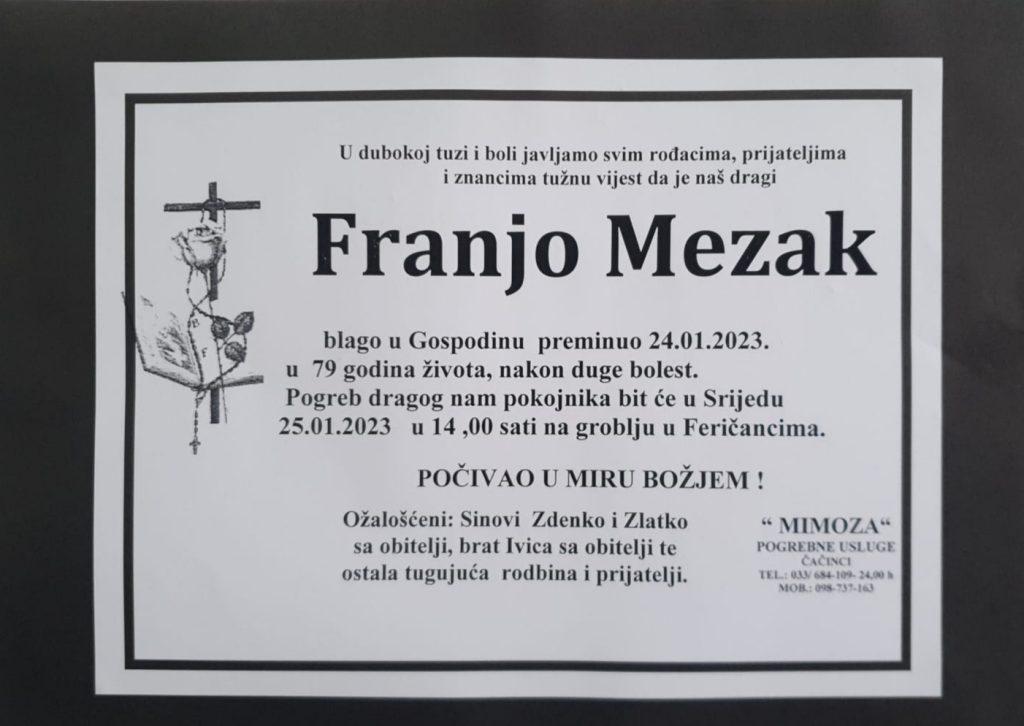 U dubokoj tuzi i boli javljamo svim rođacima, prijateljima
i znancima tužnu vijest da je naš dragi
Franjo Mezak
blago u Gospodinu preminuo 24.01.2023.
u 79 godina života, nakon duge bolest.
Pogreb dragog nam pokojnika bit će u Srijedu
25.01.2023 u 14 ,00 sati na groblju u Feričancima.
POČIVAO U MIRU BOŽJEM !
Ožalošćeni: Sinovi Zdenko i Zlatko
sa obitelji, brat Ivica sa obitelji te
ostala tugujuća rodbina i prijatelji.
“ MIMOZA“
POGREBNE USLUGE
ČAČINCI
TEL.: 033/ 684-109- 24,00 h
MOB.: 098-737-163